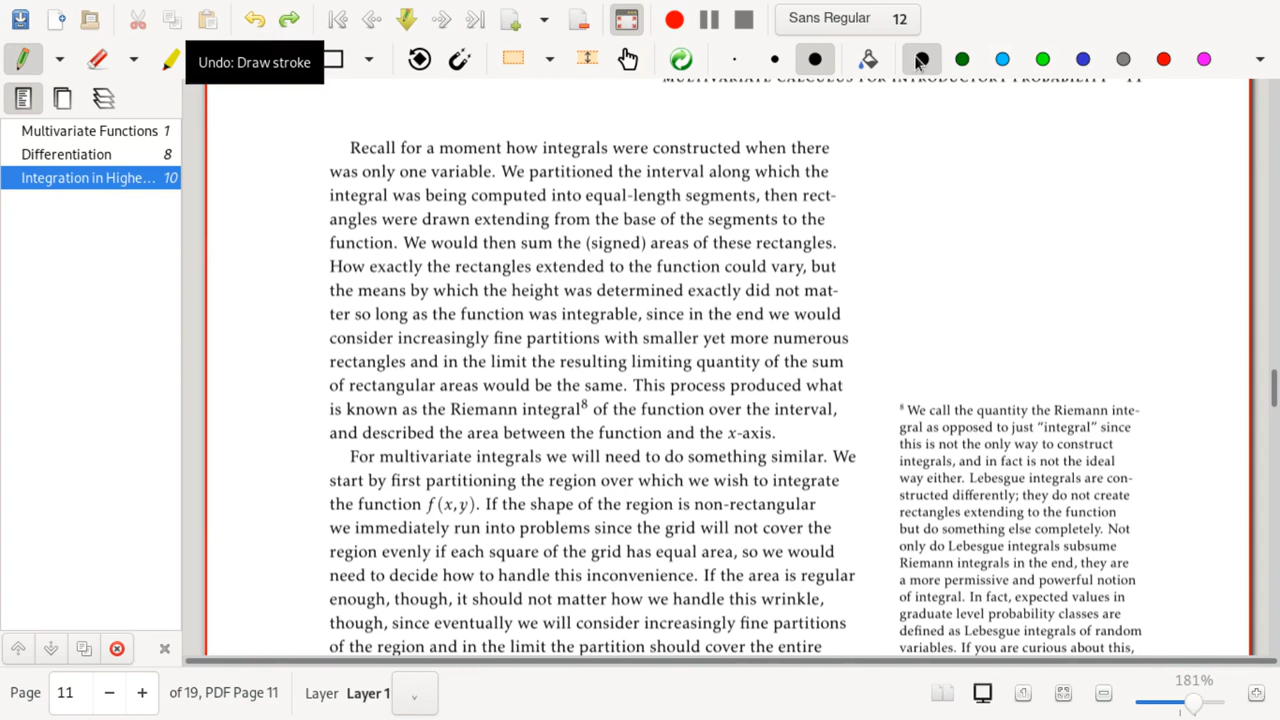 Sans Regular 12
Undo: Draw stroke
MULTIVARIATE CALCULUS FOR INTRODUCTORY PROBABILITY 11
Multivariate Functions 1
Differentiation 8
Integration in Highe... 10
Recall for a moment how integrals were constructed when there
was only one variable. We partitioned the interval along which the
integral was being computed into equal-length segments, then rect-
angles were drawn extending from the base of the segments to the
function. We would then sum the (signed) areas of these rectangles.
How exactly the rectangles extended to the function could vary, but
the means by which the height was determined exactly did not mat-
ter so long as the function was integrable, since in the end we would
consider increasingly fine partitions with smaller yet more numerous
rectangles and in the limit the resulting limiting quantity of the sum
of rectangular areas would be the same. This process produced what
is known as the Riemann integral⁸ of the function over the interval,
and described the area between the function and the x-axis.
For multivariate integrals we will need to do something similar. We
start by first partitioning the region over which we wish to integrate
the function f(x,y). If the shape of the region is non-rectangular
we immediately run into problems since the grid will not cover the
region evenly if each square of the grid has equal area, so we would
need to decide how to handle this inconvenience. If the area is regular
enough, though, it should not matter how we handle this wrinkle,
though, since eventually we will consider increasingly fine partitions
of the region and in the limit the partition should cover the entire
⁸ We call the quantity the Riemann inte-
gral as opposed to just “integral” since
this is not the only way to construct
integrals, and in fact is not the ideal
way either. Lebesgue integrals are con-
structed differently; they do not create
rectangles extending to the function
but do something else completely. Not
only do Lebesgue integrals subsume
Riemann integrals in the end, they are
a more permissive and powerful notion
of integral. In fact, expected values in
graduate level probability classes are
defined as Lebesgue integrals of random
variables. If you are curious about this,
Page 11 of 19, PDF Page 11 Layer Layer 1
181%